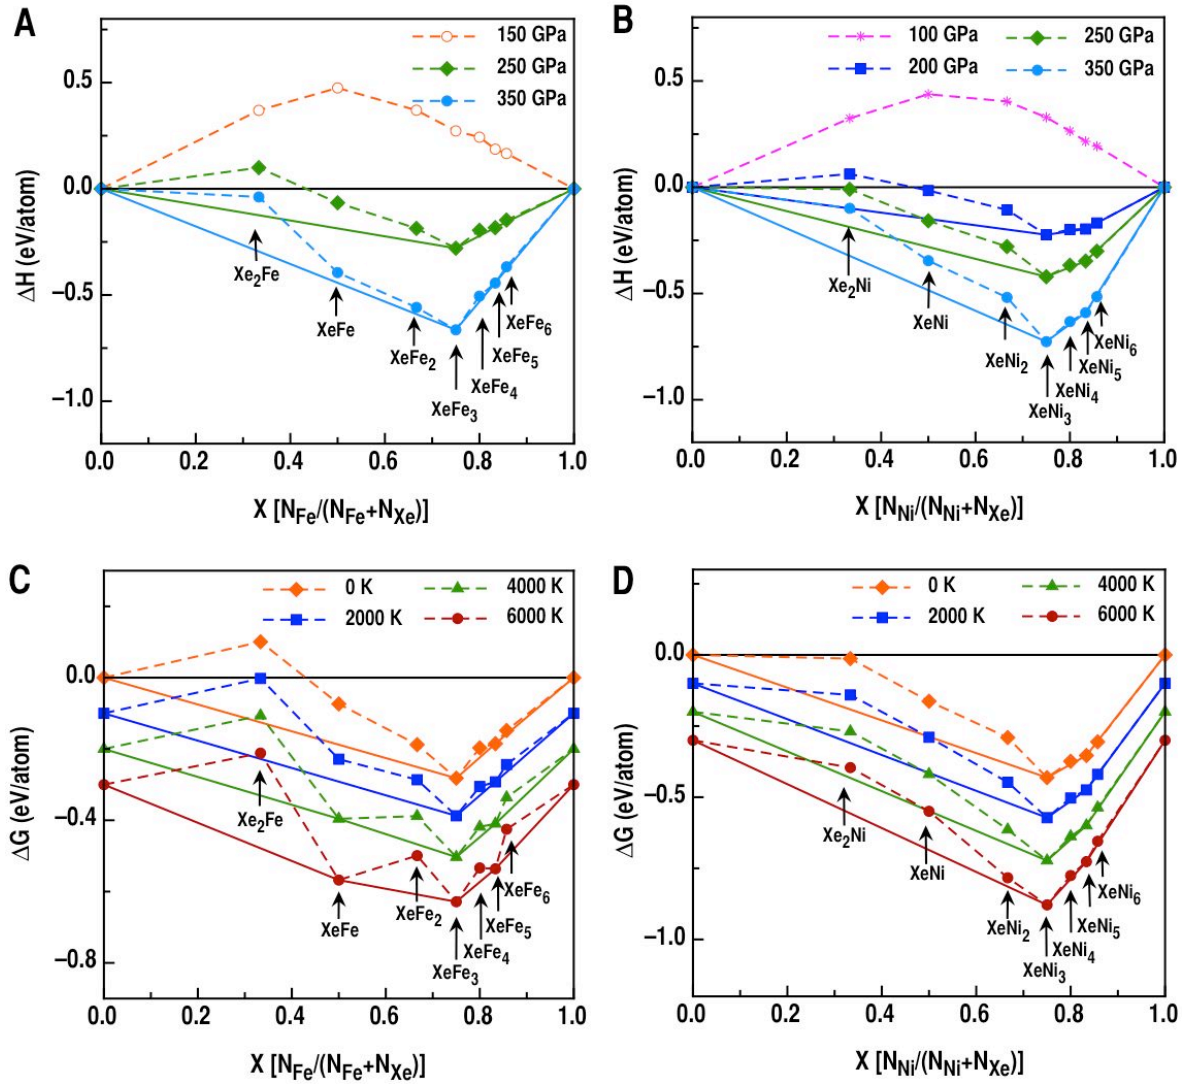 A
150 GPa
250 GPa
350 GPa
0.5
0.0
−0.5
−1.0
ΔH (eV/atom)
Xe2Fe
XeFe
XeFe2
XeFe3
XeFe4
XeFe5
XeFe6
0.0 0.2 0.4 0.6 0.8 1.0
X [NFe/(NFe+NXe)]
B
100 GPa 250 GPa
200 GPa 350 GPa
0.5
0.0
−0.5
−1.0
ΔH (eV/atom)
Xe2Ni
XeNi
XeNi2
XeNi3
XeNi4
XeNi5
XeNi6
0.0 0.2 0.4 0.6 0.8 1.0
X [NNi/(NNi+NXe)]
C
0 K 4000 K
2000 K 6000 K
0.0
−0.4
−0.8
ΔG (eV/atom)
Xe2Fe
XeFe
XeFe2
XeFe3
XeFe4
XeFe5
XeFe6
0.0 0.2 0.4 0.6 0.8 1.0
X [NFe/(NFe+NXe)]
D
0 K 4000 K
2000 K 6000 K
0.0
−0.5
−1.0
ΔG (eV/atom)
Xe2Ni
XeNi
XeNi2
XeNi3
XeNi4
XeNi5
XeNi6
0.0 0.2 0.4 0.6 0.8 1.0
X [NNi/(NNi+NXe)]